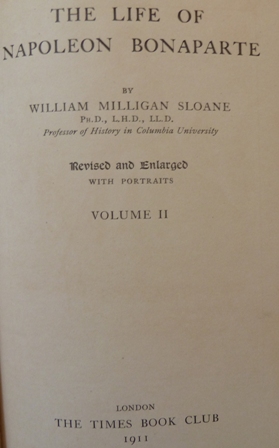 THE LIFE OF
NAPOLEON BONAPARTE
BY
WILLIAM MILLIGAN SLOANE
PH.D., L.H.D., LL.D.
Professor of History in Columbia University
Revised and Enlarged
WITH PORTRAITS
VOLUME II
LONDON
THE TIMES BOOK CLUB
1911